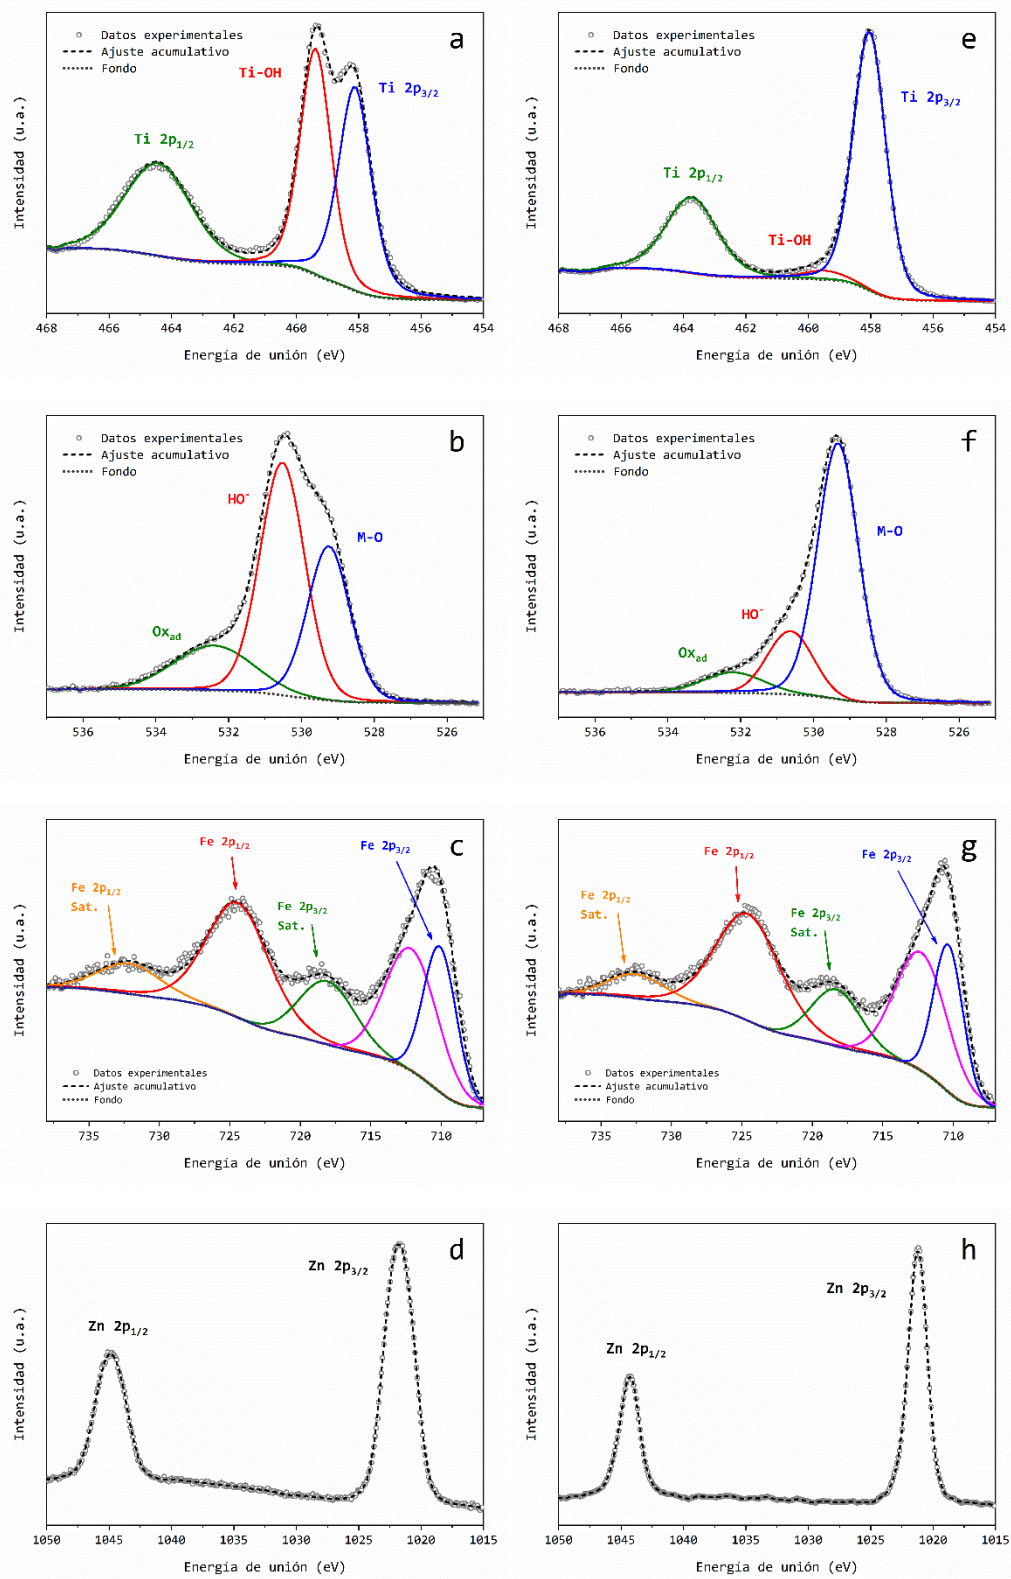 a
Datos experimentales
Ajuste acumulativo
Fondo
Ti-OH
Ti 2p3/2
Ti 2p1/2
Intensidad (u.a.)
468 466 464 462 460 458 456 454
Energía de unión (eV)
e
Datos experimentales
Ajuste acumulativo
Fondo
Ti 2p3/2
Ti 2p1/2
Ti-OH
Intensidad (u.a.)
468 466 464 462 460 458 456 454
Energía de unión (eV)
b
Datos experimentales
Ajuste acumulativo
Fondo
HO-
M-O
Oxad
Intensidad (u.a.)
536 534 532 530 528 526
Energía de unión (eV)
f
Datos experimentales
Ajuste acumulativo
Fondo
M-O
HO-
Oxad
Intensidad (u.a.)
536 534 532 530 528 526
Energía de unión (eV)
c
Fe 2p1/2
Fe 2p3/2
Fe 2p1/2
Sat.
Fe 2p3/2
Sat.
Datos experimentales
Ajuste acumulativo
Fondo
Intensidad (u.a.)
735 730 725 720 715 710
Energía de unión (eV)
g
Fe 2p1/2
Fe 2p3/2
Fe 2p1/2
Sat.
Fe 2p3/2
Sat.
Datos experimentales
Ajuste acumulativo
Fondo
Intensidad (u.a.)
735 730 725 720 715 710
Energía de unión (eV)
d
Zn 2p3/2
Zn 2p1/2
Intensidad (u.a.)
1050 1045 1040 1035 1030 1025 1020 1015
Energía de unión (eV)
h
Zn 2p3/2
Zn 2p1/2
Intensidad (u.a.)
1050 1045 1040 1035 1030 1025 1020 1015
Energía de unión (eV)